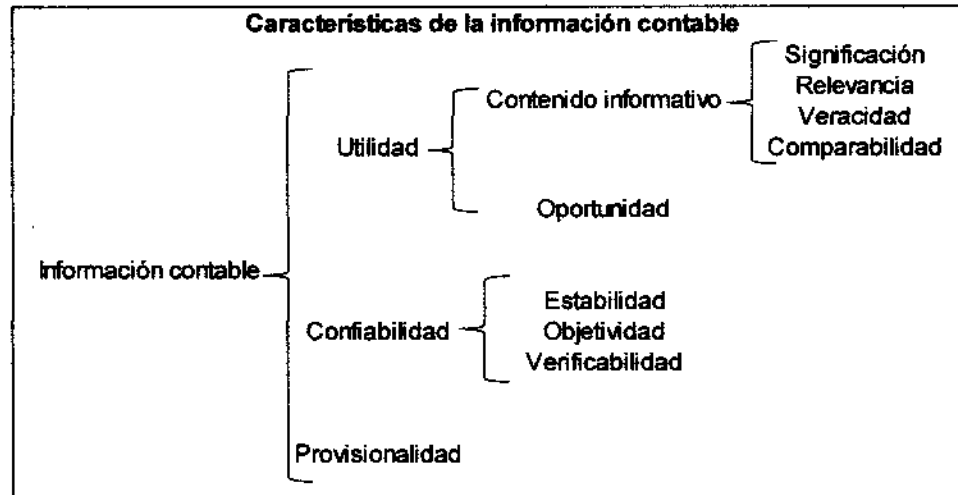 Características de la información contable
Significación
Relevancia
Contenido informativo
Veracidad
Utilidad
Comparabilidad
Oportunidad
Información contable
Estabilidad
Confiabilidad
Objetividad
Verificabilidad
Provisionalidad